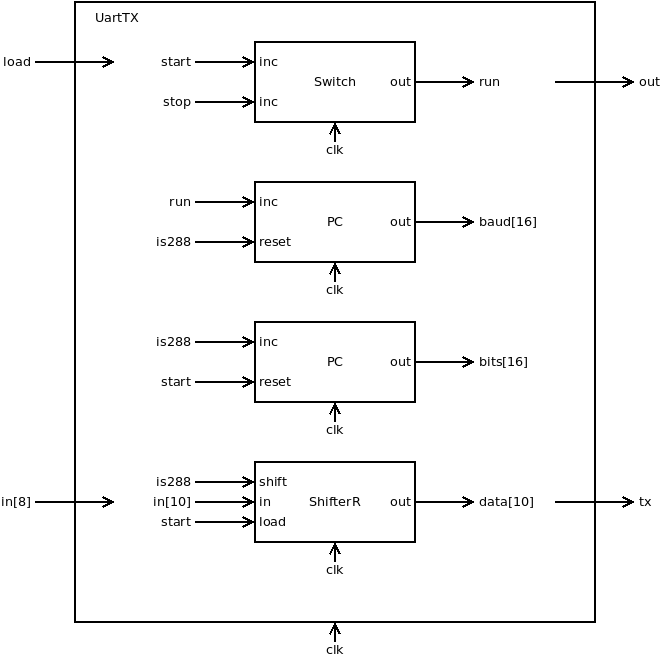 UartTX
load
start
inc
Switch
out
run
out
stop
inc
clk
run
inc
PC
out
baud[16]
is288
reset
clk
is288
inc
PC
out
bits[16]
start
reset
clk
is288
shift
in[8]
in[10]
in
ShifterR
out
data[10]
tx
start
load
clk
clk